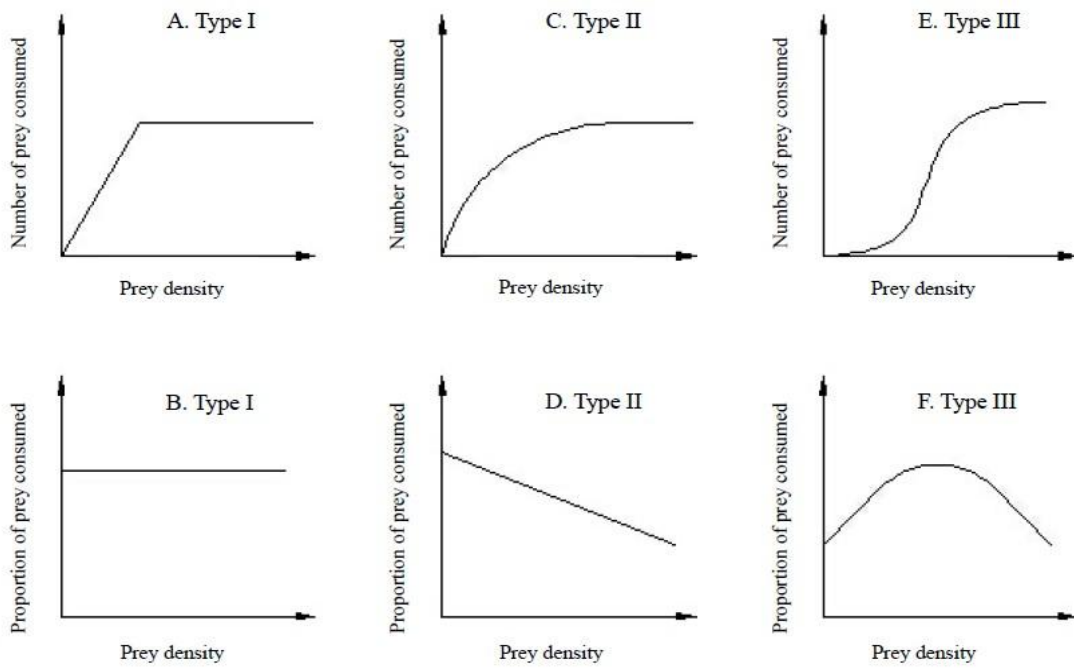 A. Type I
Number of prey consumed
Prey density
C. Type II
Number of prey consumed
Prey density
E. Type III
Number of prey consumed
Prey density
B. Type I
Proportion of prey consumed
Prey density
D. Type II
Proportion of prey consumed
Prey density
F. Type III
Proportion of prey consumed
Prey density